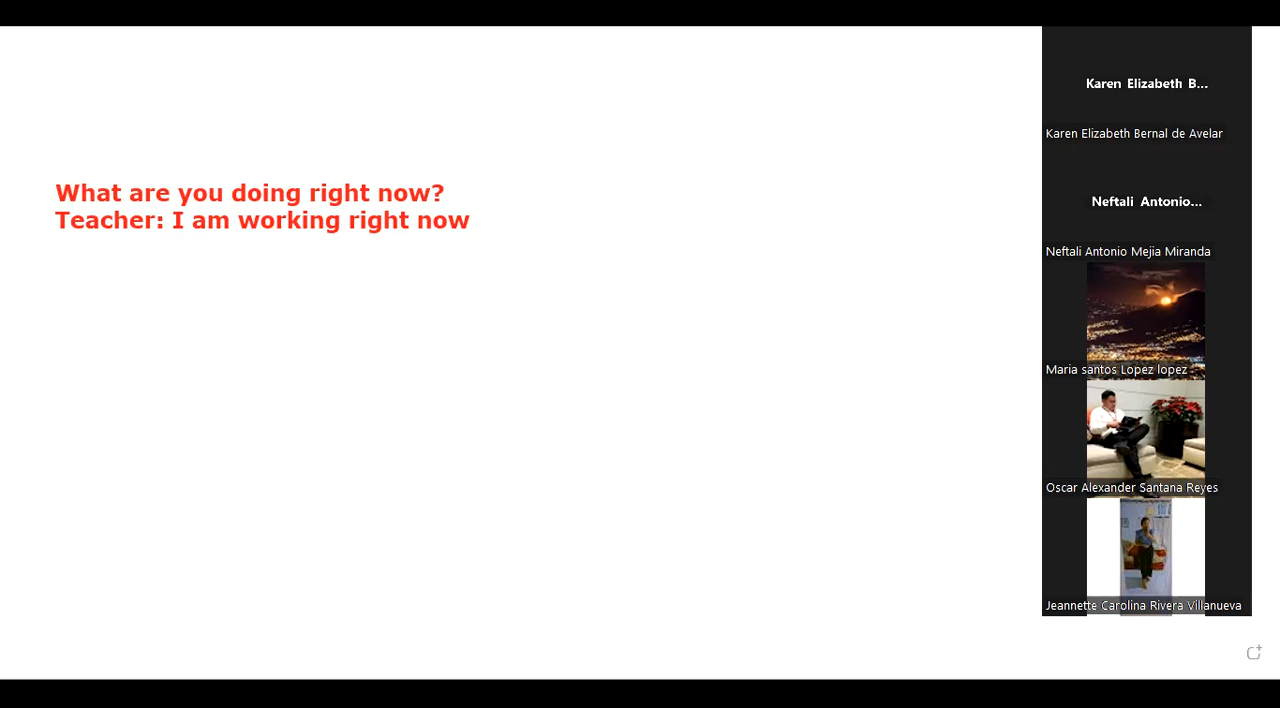 What are you doing right now?
Teacher: I am working right now
Karen Elizabeth B...
Karen Elizabeth Bernal de Avelar
Neftali Antonio...
Neftali Antonio Mejia Miranda
Maria santos Lopez lopez
Oscar Alexander Santana Reyes
Jeannette Carolina Rivera Villanueva